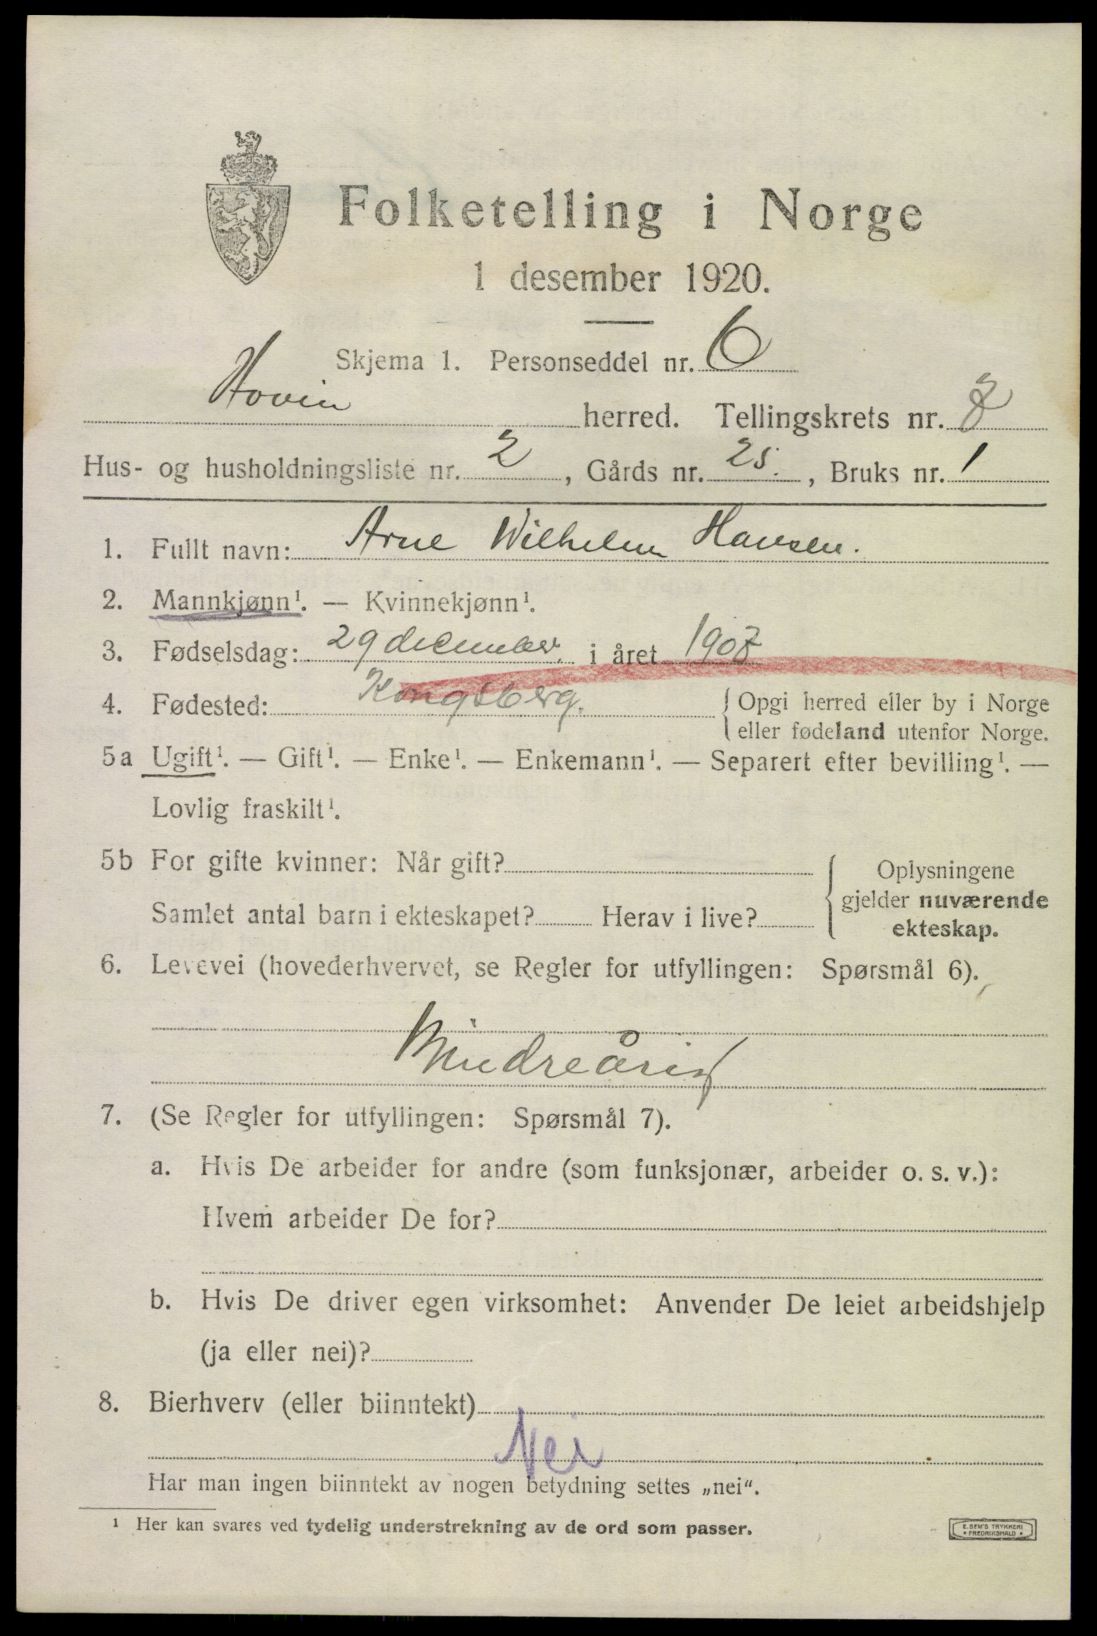 Folketelling i Norge
1 desember 1920.
Skjema 1. Personseddel nr. 6
Hovin herred. Tellingskrets nr.
Hus- og husholdningsliste nr. 2, Gårds nr. 25., Bruks nr. 1
1. Fullt navn: Arne Wilhelm Hansen.
2. Mannkjønn¹. — Kvinnekjønn¹.
3. Fødselsdag: 29 december. i året
4. Fødested: Kongsberg. { Opgi herred eller by i Norge
eller fødeland utenfor Norge.
5a Ugift¹. — Gift¹. — Enke¹. — Enkemann¹. — Separert efter bevilling¹. —
Lovlig fraskilt¹.
5b For gifte kvinner: Når gift?
Samlet antal barn i ekteskapet? Herav i live?
{ Oplysningene
gjelder nuværende
ekteskap.
6. Levevei (hovederhvervet, se Regler for utfyllingen: Spørsmål 6).
Mindreårig
7. (Se Regler for utfyllingen: Spørsmål 7).
a. Hvis De arbeider for andre (som funksjonær, arbeider o. s. v.):
Hvem arbeider De for?
b. Hvis De driver egen virksomhet: Anvender De leiet arbeidshjelp
(ja eller nei)?
8. Bierhverv (eller biinntekt)
Nei
Har man ingen biinntekt av nogen betydning settes „nei“.
¹ Her kan svares ved tydelig understrekning av de ord som passer.
E. SEM'S TRYKKERI
• FREDRIKSHALD •